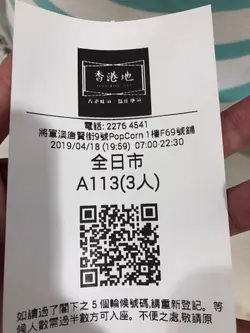 香港地
電話: 2276 4541
將軍澳唐賢街9號PopCorn 1樓F69號舖
2019/04/18 (19:59) 07:00-22:30
全日市
A113(3人)
如讀過了閣下之 5 個輪候號碼,請重新登記。等
候人數需過半數方可入座。不便之處,敬請原